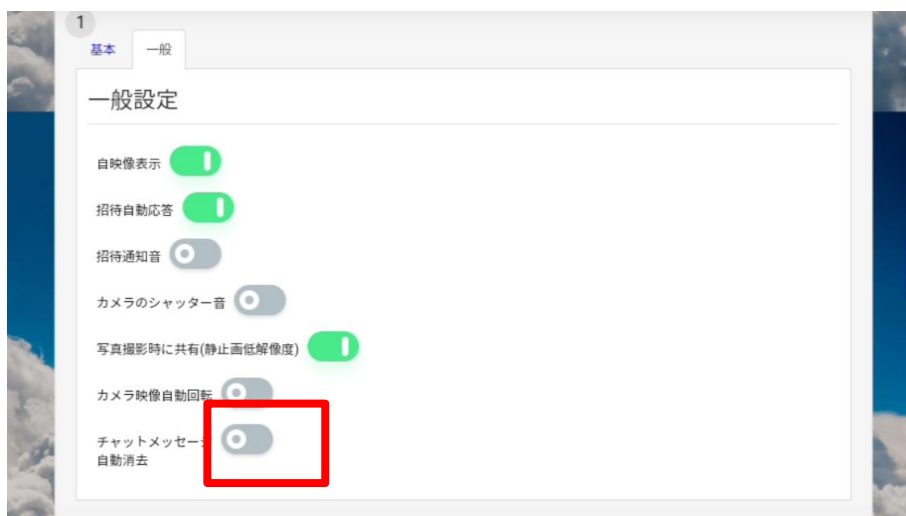 1
基本 一般
一般設定
自映像表示
招待自動応答
招待通知音
カメラのシャッター音
写真撮影時に共有(静止画低解像度)
カメラ映像自動回転
チャットメッセージ
自動消去